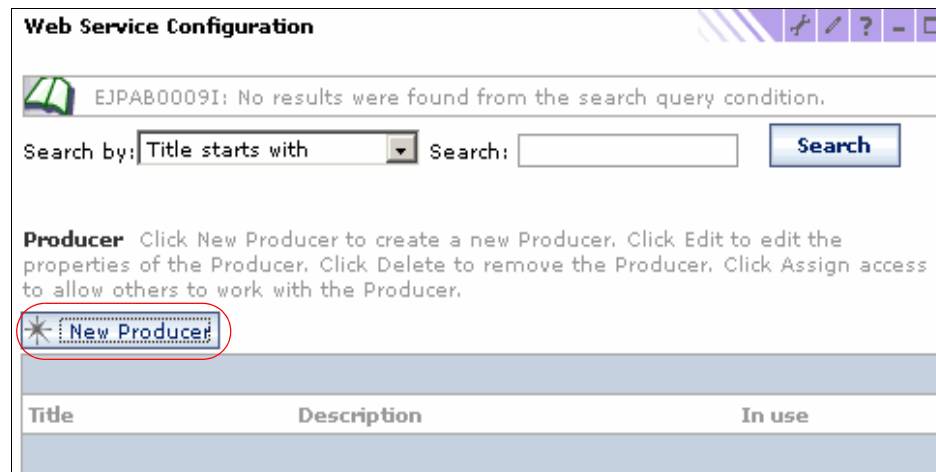 Web Service Configuration
?
EJPAB0009I: No results were found from the search query condition.
Search by: Title starts with Search: Search
Producer Click New Producer to create a new Producer. Click Edit to edit the
properties of the Producer. Click Delete to remove the Producer. Click Assign access
to allow others to work with the Producer.
New Producer
Title Description In use